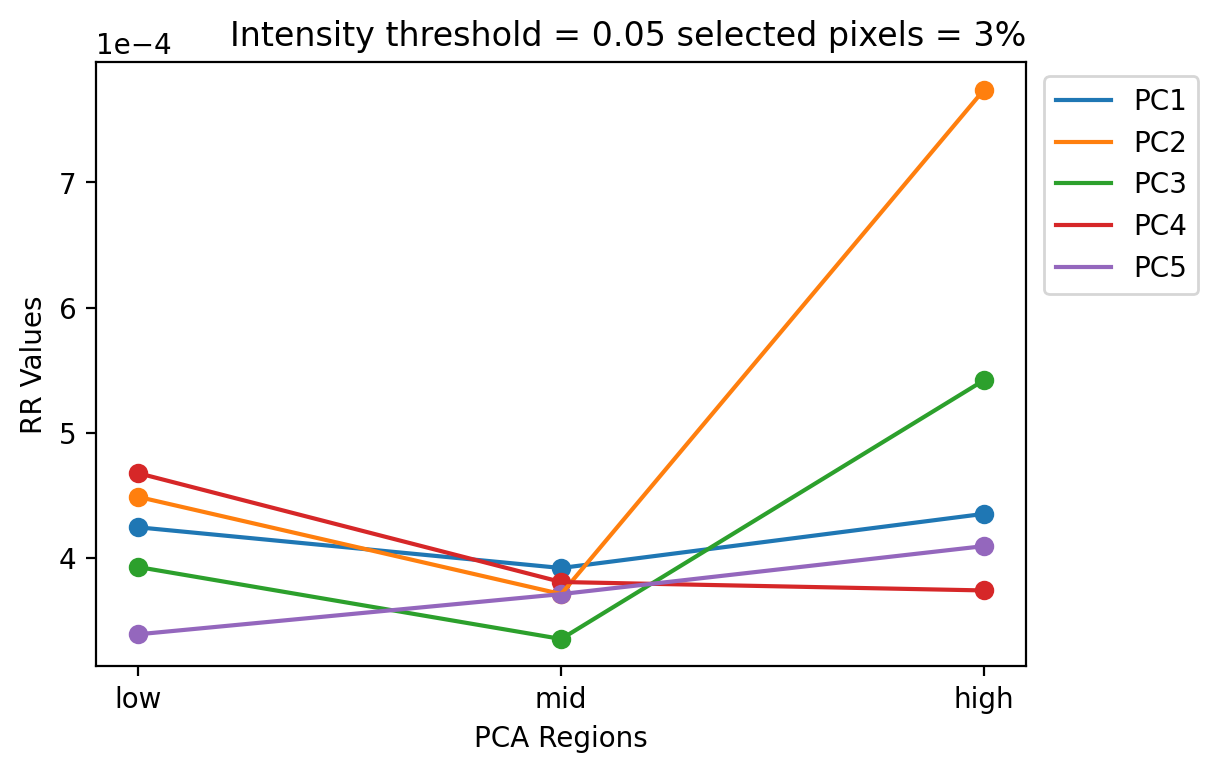 Intensity threshold = 0.05 selected pixels = 3%
1e−4
7
6
5
4
RR Values
low
mid
high
PCA Regions
PC1
PC2
PC3
PC4
PC5